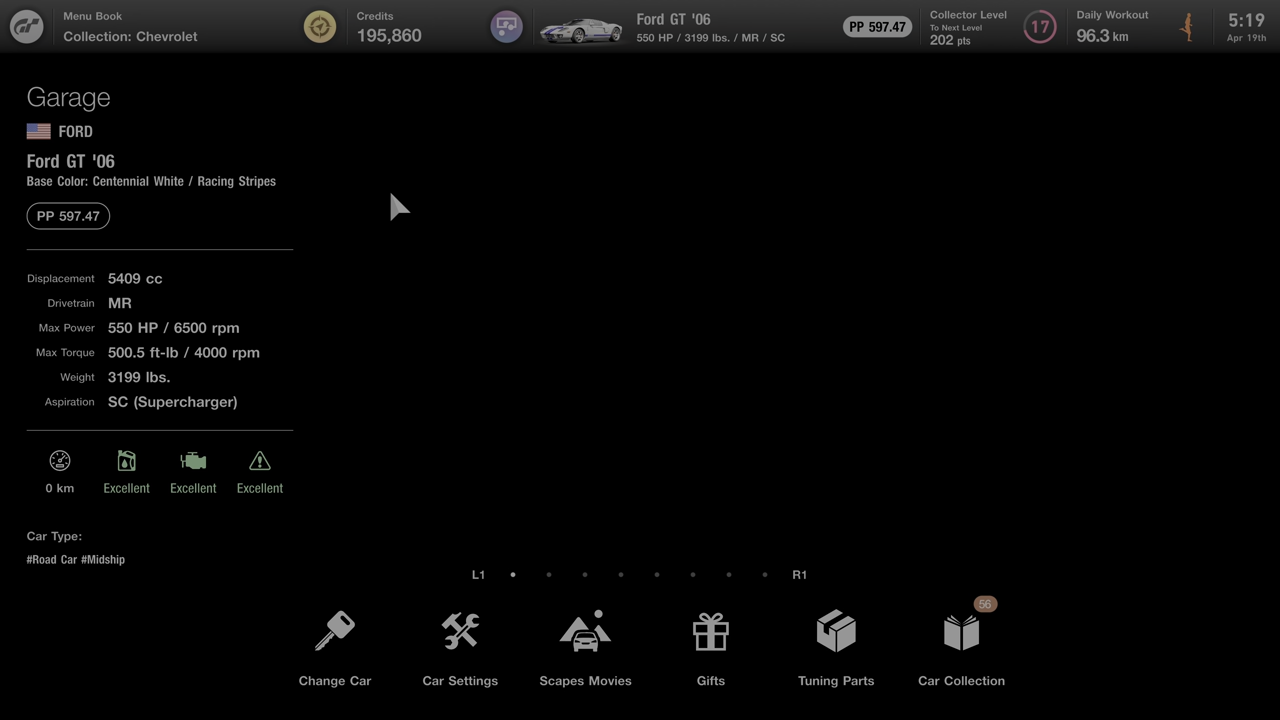 Menu Book
Collection: Chevrolet
Credits
195,860
Ford GT '06
550 HP / 3199 lbs. / MR / SC
PP 597.47
Collector Level
To Next Level
202 pts
17
Daily Workout
96.3 km
5:19
Apr 19th
Garage
FORD
Ford GT '06
Base Color: Centennial White / Racing Stripes
PP 597.47
Displacement 5409 cc
Drivetrain MR
Max Power 550 HP / 6500 rpm
Max Torque 500.5 ft-lb / 4000 rpm
Weight 3199 lbs.
Aspiration SC (Supercharger)
0 km Excellent Excellent Excellent
Car Type:
#Road Car #Midship
L1 R1
56
Change Car Car Settings Scapes Movies Gifts Tuning Parts Car Collection